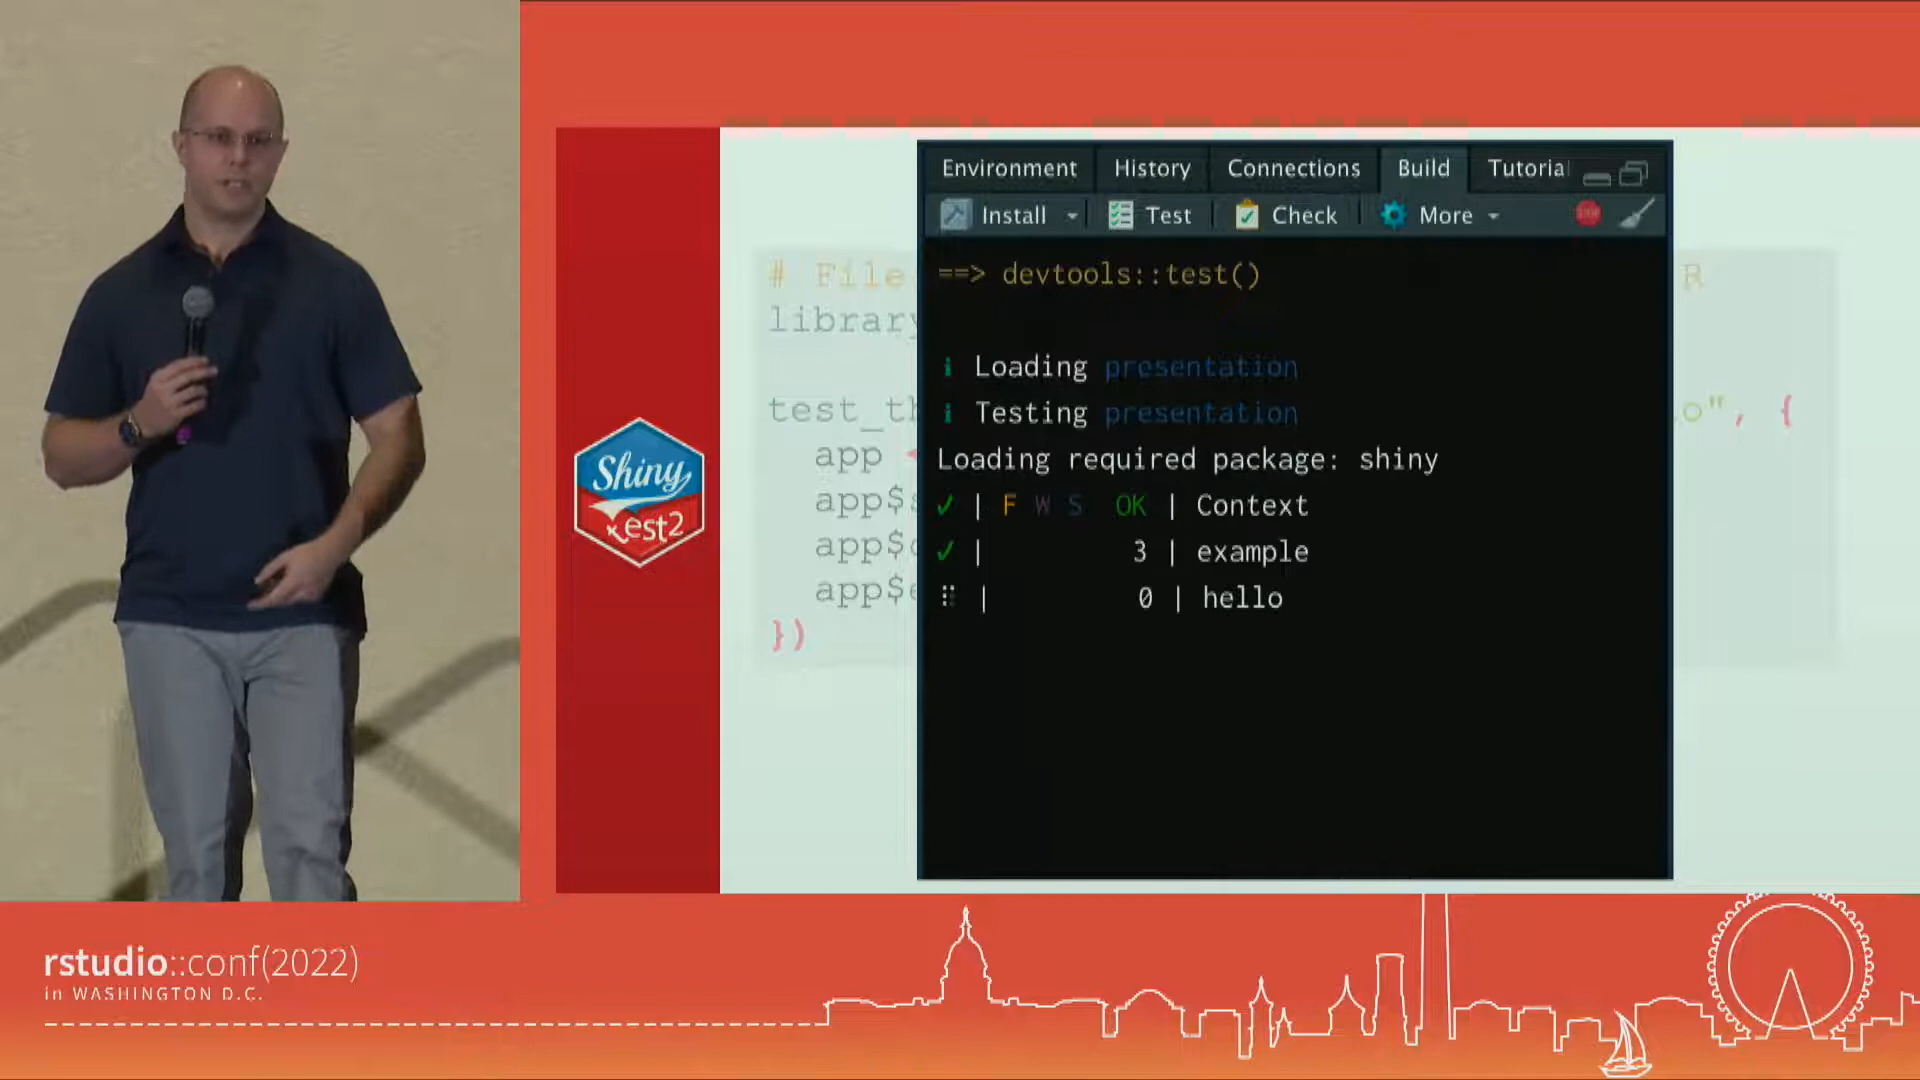 Environment History Connections Build Tutoria
Install Test Check More STOP
# File R
library
==> devtools::test()
i Loading presentation
i Testing presentation
Loading required package: shiny
test_th o", {
app <
app$s
app$
app$e
})
✓ | F W S OK | Context
✓ | 3 | example
⠿ | 0 | hello
Shiny
test2
rstudio::conf(2022)
in WASHINGTON D.C.